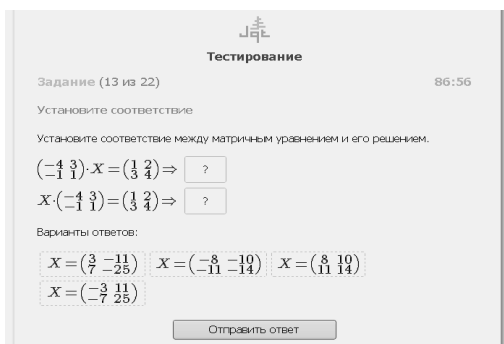 Тестирование
Задание (13 из 22) 86:56
Установите соответствие
Установите соответствие между матричным уравнением и его решением.
(-4 3 -1 1)·X=(1 2 3 4)⇒ ?
X·(-4 3 -1 1)=(1 2 3 4)⇒ ?
Варианты ответов:
X=(3 -11 7 -25) X=(-8 -10 -11 -14) X=(8 10 11 14)
X=(-3 11 -7 25)
Отправить ответ